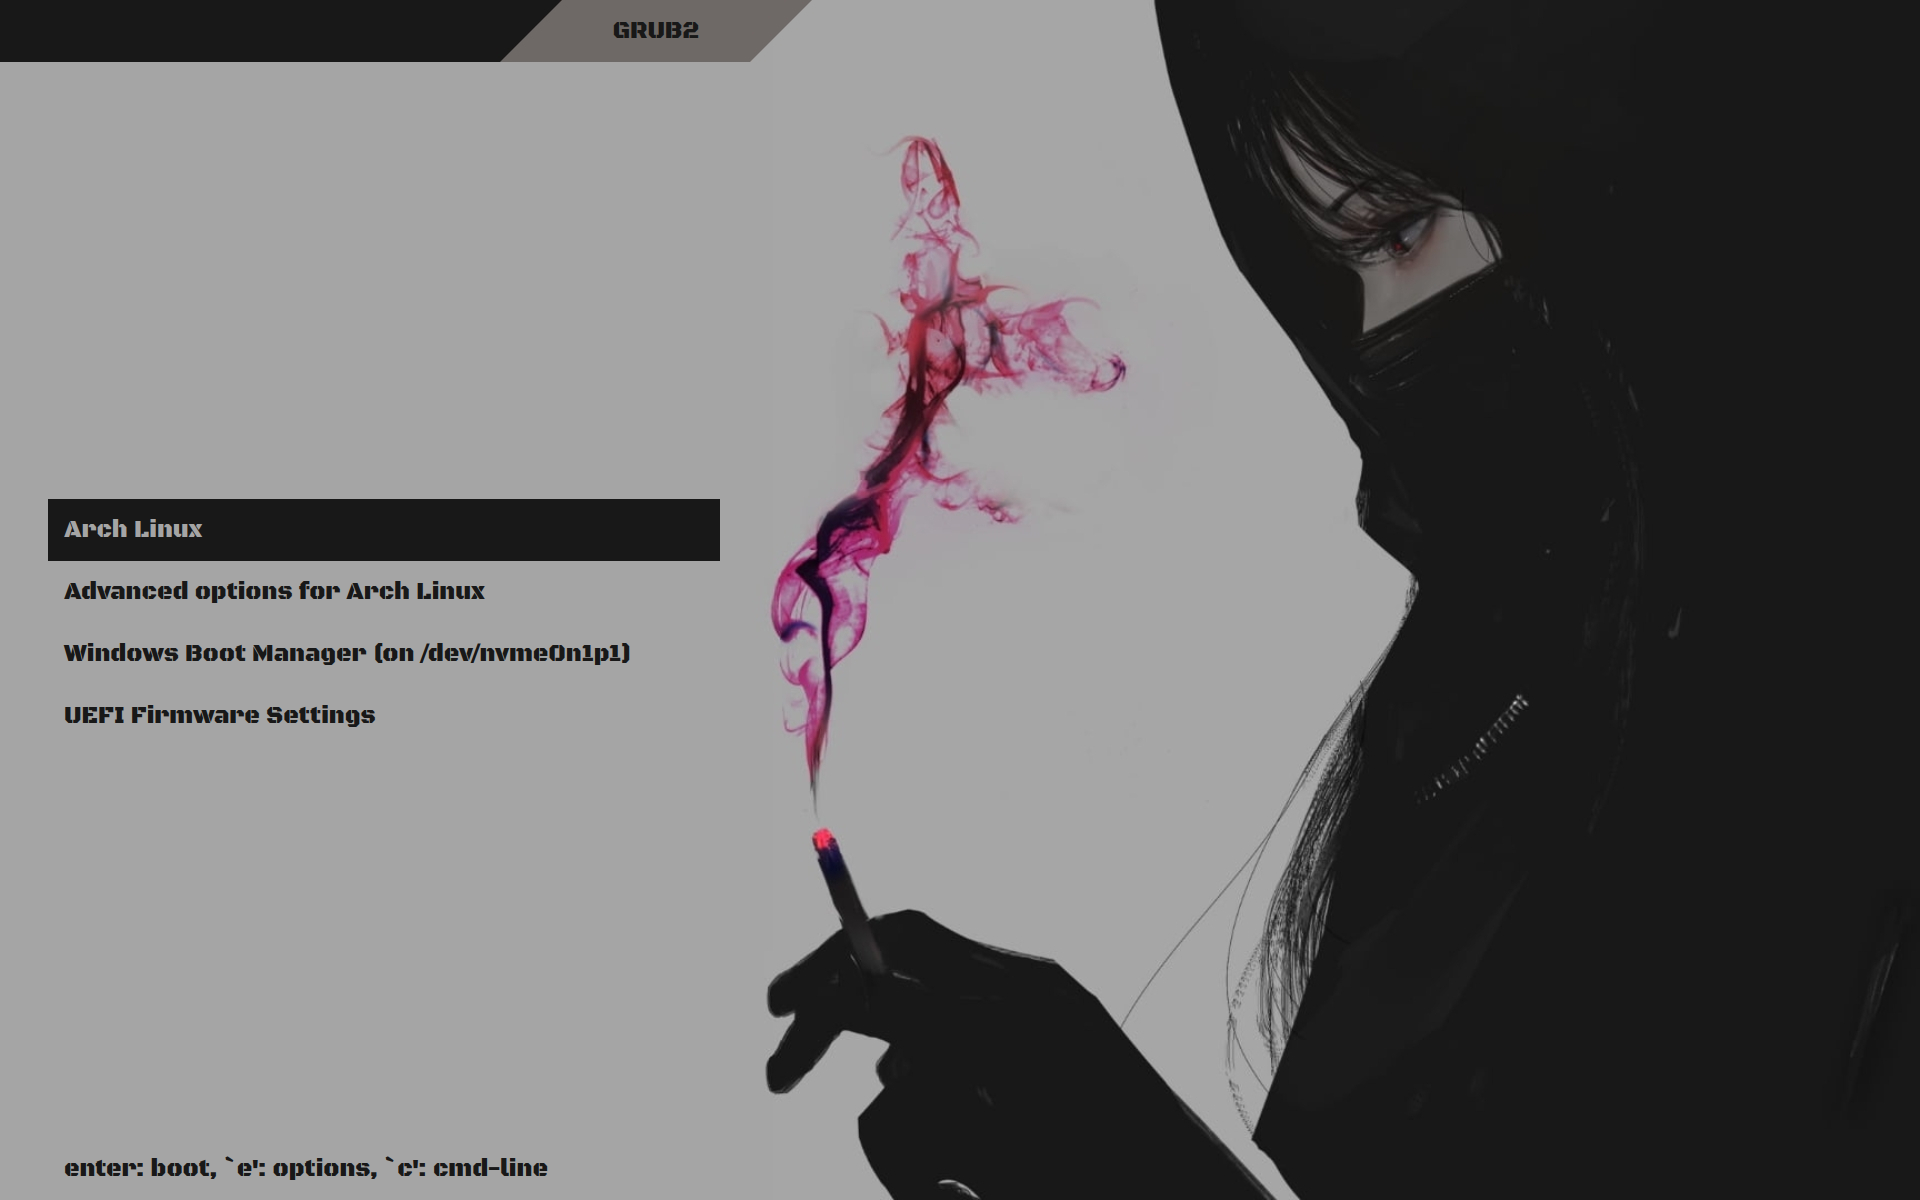 GRUB2
Arch Linux
Advanced options for Arch Linux
Windows Boot Manager (on /dev/nvme0n1p1)
UEFI Firmware Settings
enter: boot, `e': options, `c': cmd-line